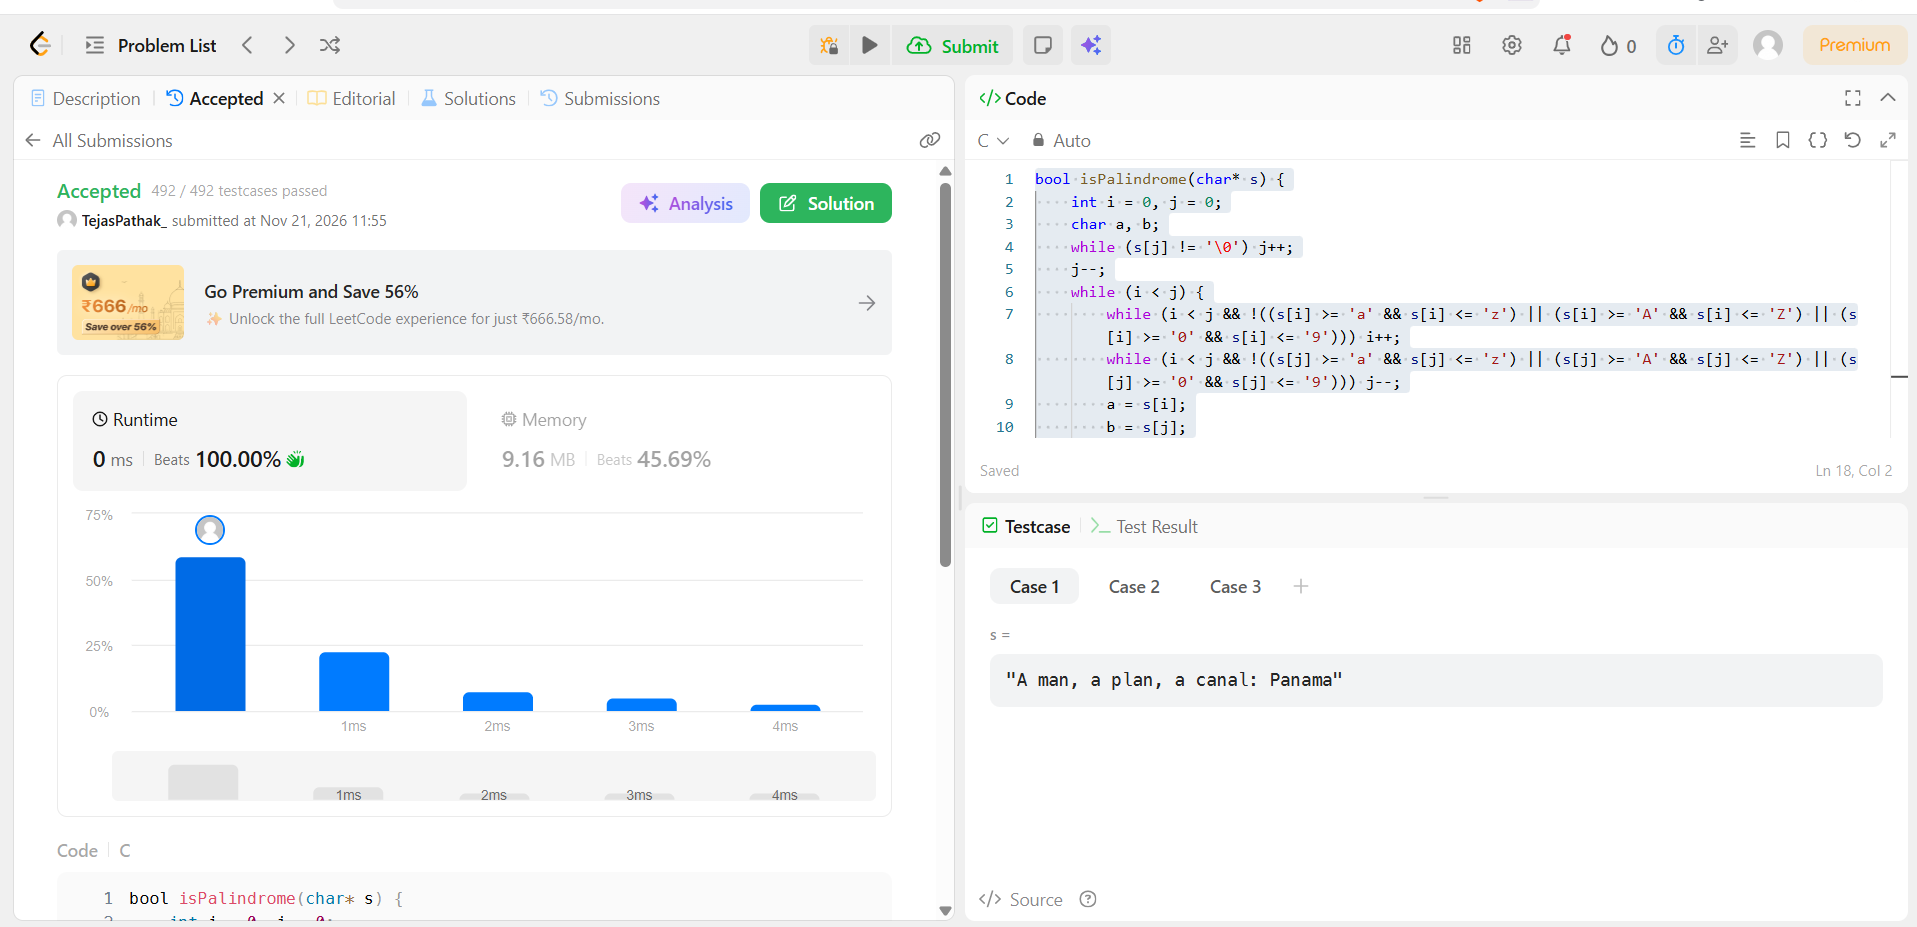 Problem List
Submit
0
Premium
Description
Accepted
Editorial
Solutions
Submissions
All Submissions
Accepted 492 / 492 testcases passed
TejasPathak_ submitted at Nov 21, 2026 11:55
Analysis
Solution
₹666 /mo
Save over 56%
Go Premium and Save 56%
Unlock the full LeetCode experience for just ₹666.58/mo.
Runtime
0 ms Beats 100.00%
Memory
9.16 MB Beats 45.69%
75%
50%
25%
0%
1ms 2ms 3ms 4ms
1ms 2ms 3ms 4ms
Code C
1 bool isPalindrome(char* s) {
</> Code
C Auto
1 bool isPalindrome(char* s) {
2 int i = 0, j = 0;
3 char a, b;
4 while (s[j] != '\0') j++;
5 j--;
6 while (i < j) {
7 while (i < j && !((s[i] >= 'a' && s[i] <= 'z') || (s[i] >= 'A' && s[i] <= 'Z') || (s
[i] >= '0' && s[i] <= '9'))) i++;
8 while (i < j && !((s[j] >= 'a' && s[j] <= 'z') || (s[j] >= 'A' && s[j] <= 'Z') || (s
[j] >= '0' && s[j] <= '9'))) j--;
9 a = s[i];
10 b = s[j];
Saved
Ln 18, Col 2
Testcase
Test Result
Case 1
Case 2
Case 3
s =
"A man, a plan, a canal: Panama"
</> Source